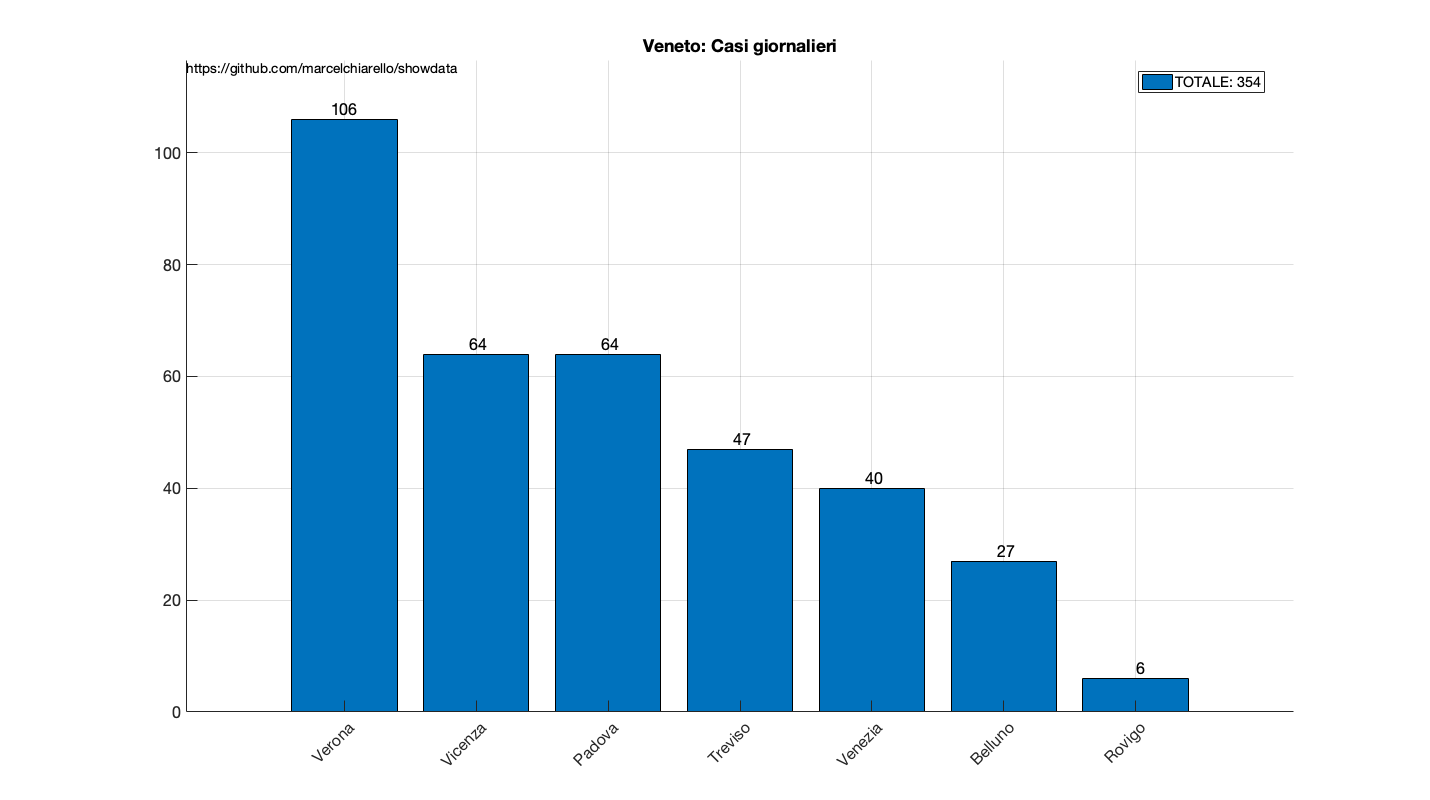 Veneto: Casi giornalieri
https://github.com/marcelchiarello/showdata
TOTALE: 354
106
64
64
47
40
27
6
100
80
60
40
20
0
Verona
Vicenza
Padova
Treviso
Venezia
Belluno
Rovigo